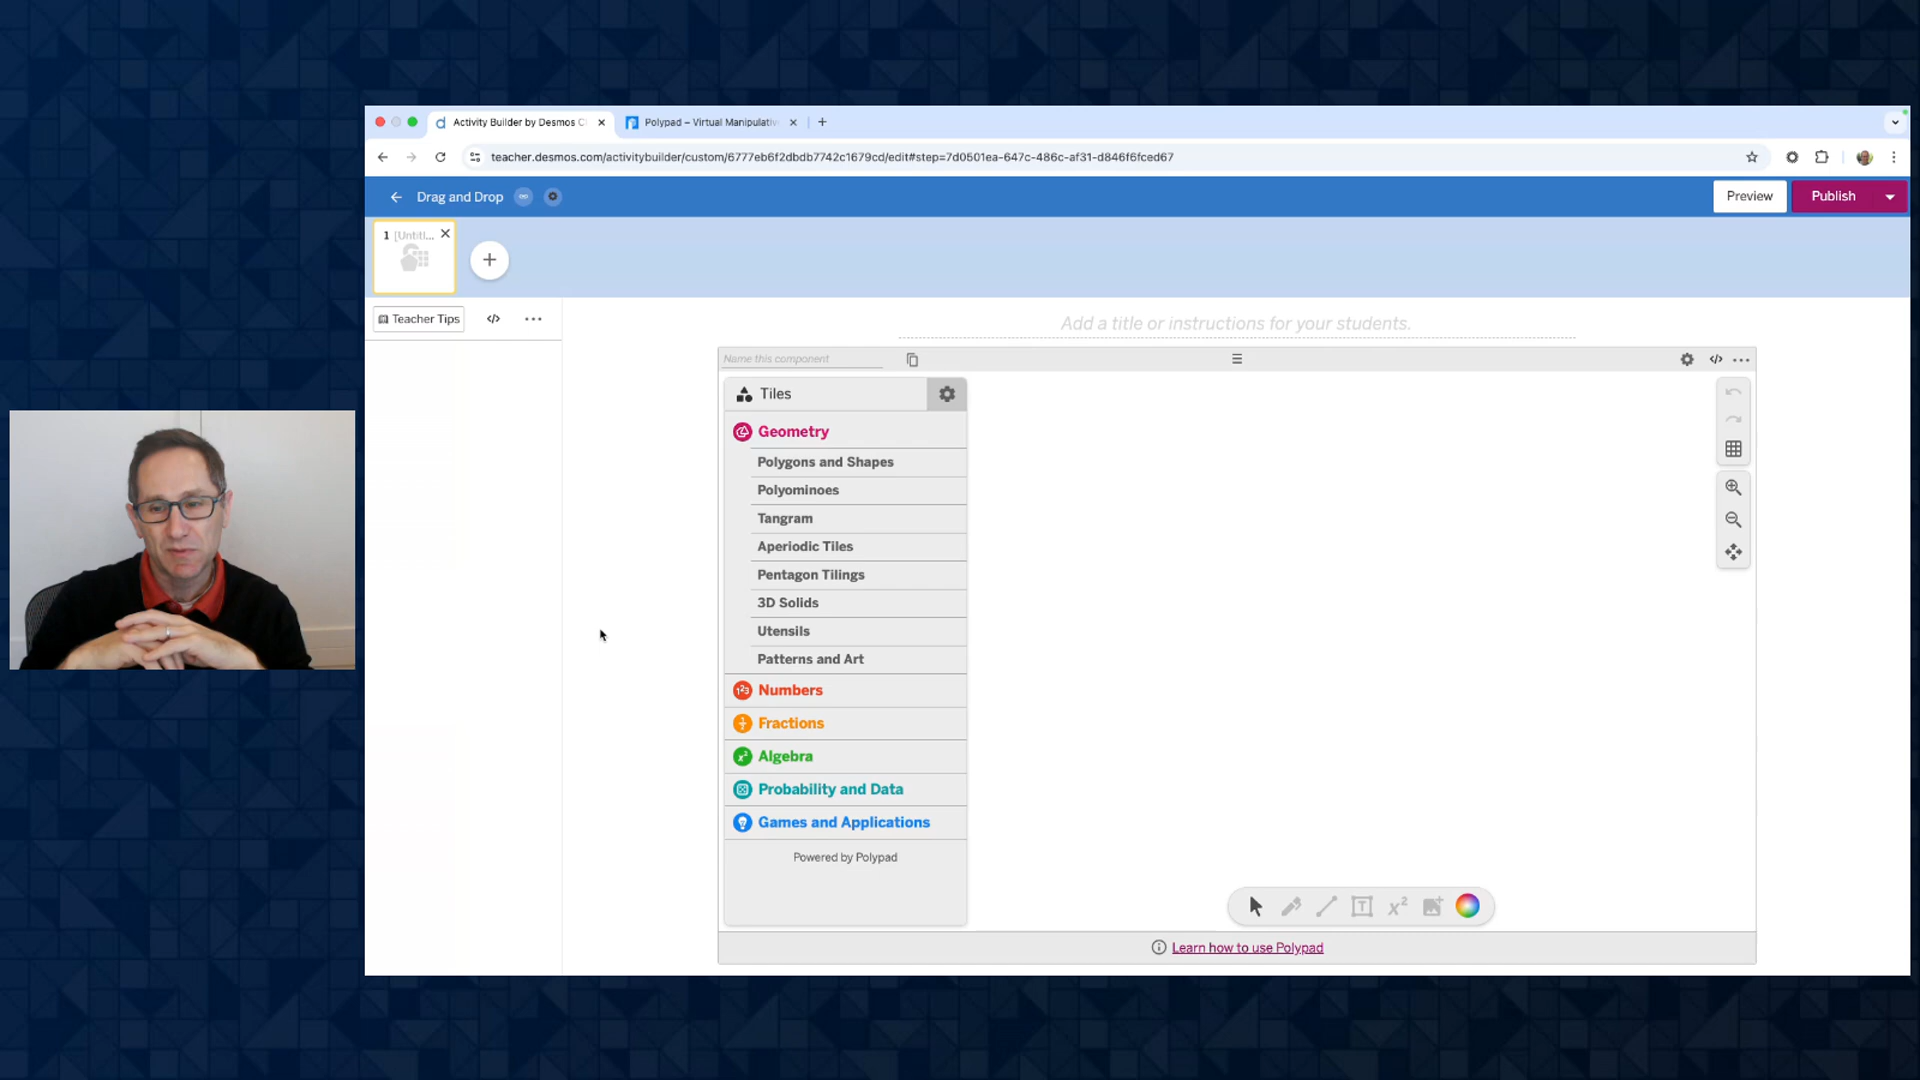 Activity Builder by Desmos C
Polypad – Virtual Manipulativ
teacher.desmos.com/activitybuilder/custom/6777eb6f2dbdb7742c1679cd/edit#step=7d0501ea-647c-486c-af31-d846f6fced67
Drag and Drop
Preview
Publish
1 [Untitl...
Teacher Tips
Add a title or instructions for your students.
Name this component
Tiles
Geometry
Polygons and Shapes
Polyominoes
Tangram
Aperiodic Tiles
Pentagon Tilings
3D Solids
Utensils
Patterns and Art
Numbers
Fractions
Algebra
Probability and Data
Games and Applications
Powered by Polypad
Learn how to use Polypad